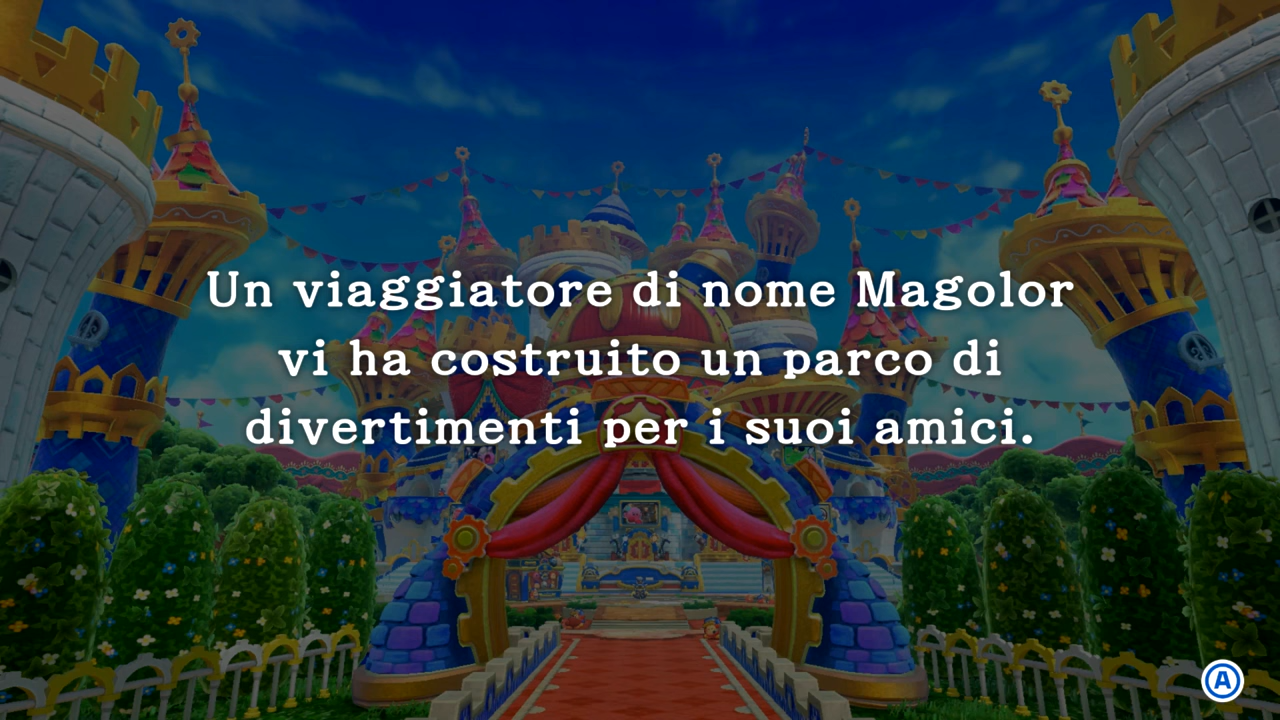 Un viaggiatore di nome Magolor
vi ha costruito un parco di
divertimenti per i suoi amici.
A